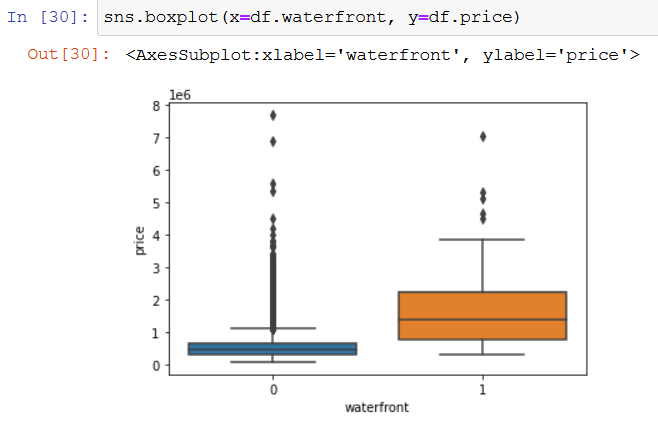 In [30]: sns.boxplot(x=df.waterfront, y=df.price)
Out[30]: <AxesSubplot:xlabel='waterfront', ylabel='price'>
1e6
8
7
6
5
4
3
2
1
0
price
0 1
waterfront